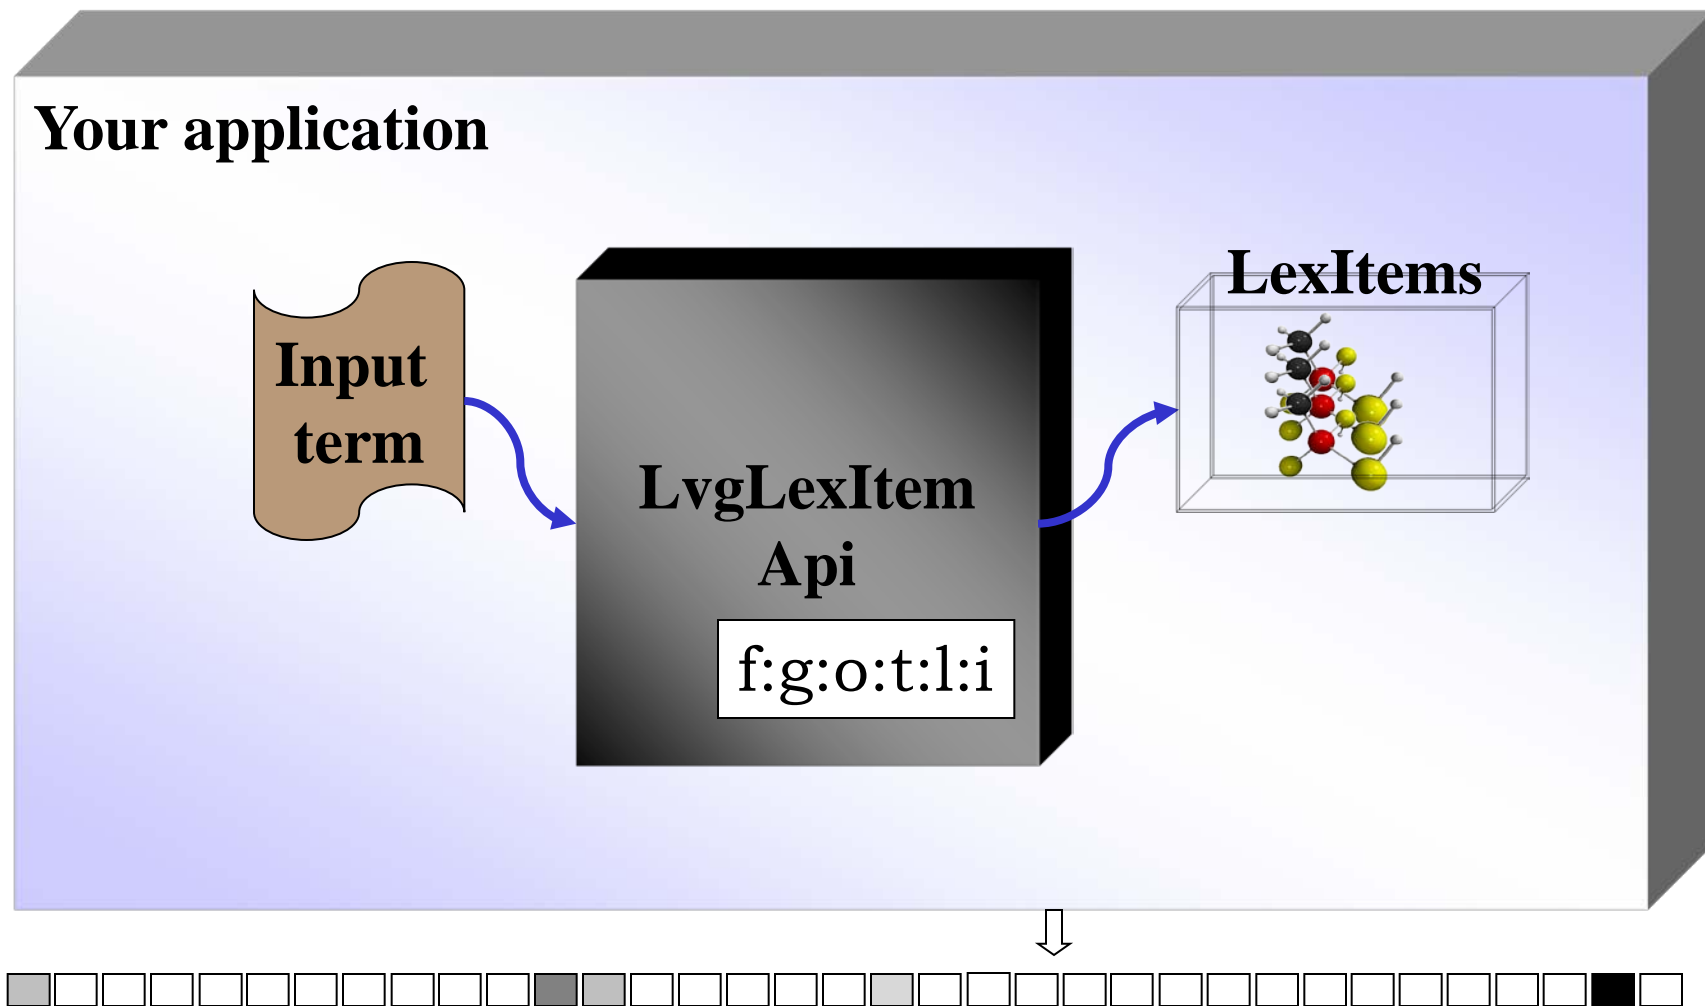 Your application
LexItems
Input
term
LvgLexItem
Api
f:g:o:t:l:i